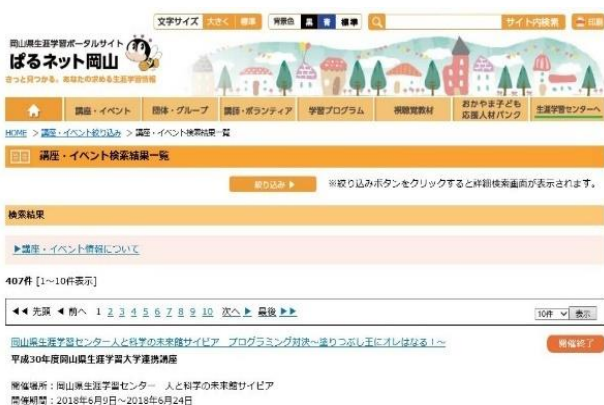 文字サイズ 大きく 標準 背景色 黒 青 標準 サイト内検索 印刷
岡山県生涯学習ポータルサイト
ぱるネット岡山
きっと見つかる、あなたの求める生涯学習情報
講座・イベント 団体・グループ 講師・ボランティア 学習プログラム 視聴覚教材 おかやま子ども応援人材バンク 生涯学習センターへ
HOME > 講座・イベント絞り込み > 講座・イベント検索結果一覧
講座・イベント検索結果一覧
絞り込み ▶ ※絞り込みボタンをクリックすると詳細検索画面が表示されます。
検索結果
▶講座・イベント情報について
407件 [1~10件表示]
◀◀ 先頭 ◀ 前へ 1 2 3 4 5 6 7 8 9 10 次へ ▶ 最後 ▶▶ 10件 表示
岡山県生涯学習センター人と科学の未来館サイピア プログラミング対決~塗りつぶし王にオレはなる!~ 開催終了
平成30年度岡山県生涯学習大学連携講座
開催場所:岡山県生涯学習センター 人と科学の未来館サイピア
開催期間:2018年6月9日~2018年6月24日